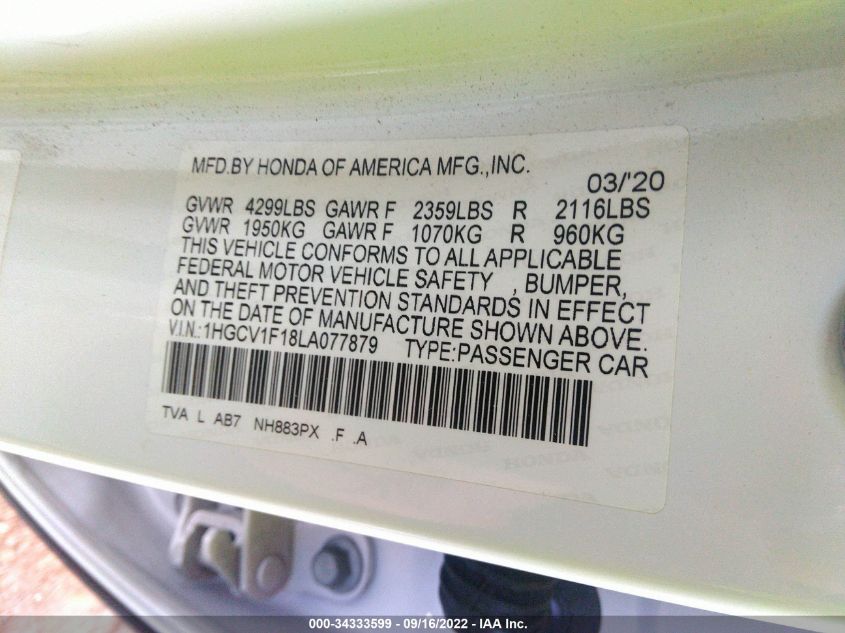 MFD.BY HONDA OF AMERICA MFG.,INC.
03/'20
GVWR 4299LBS GAWR F 2359LBS R 2116LBS
GVWR 1950KG GAWR F 1070KG R 960KG
THIS VEHICLE CONFORMS TO ALL APPLICABLE
FEDERAL MOTOR VEHICLE SAFETY , BUMPER,
AND THEFT PREVENTION STANDARDS IN EFFECT
ON THE DATE OF MANUFACTURE SHOWN ABOVE.
V.I.N.:1HGCV1F18LA077879 TYPE:PASSENGER CAR
TVA L AB7 NH883PX .F .A
000-34333599 - 09/16/2022 - IAA Inc.